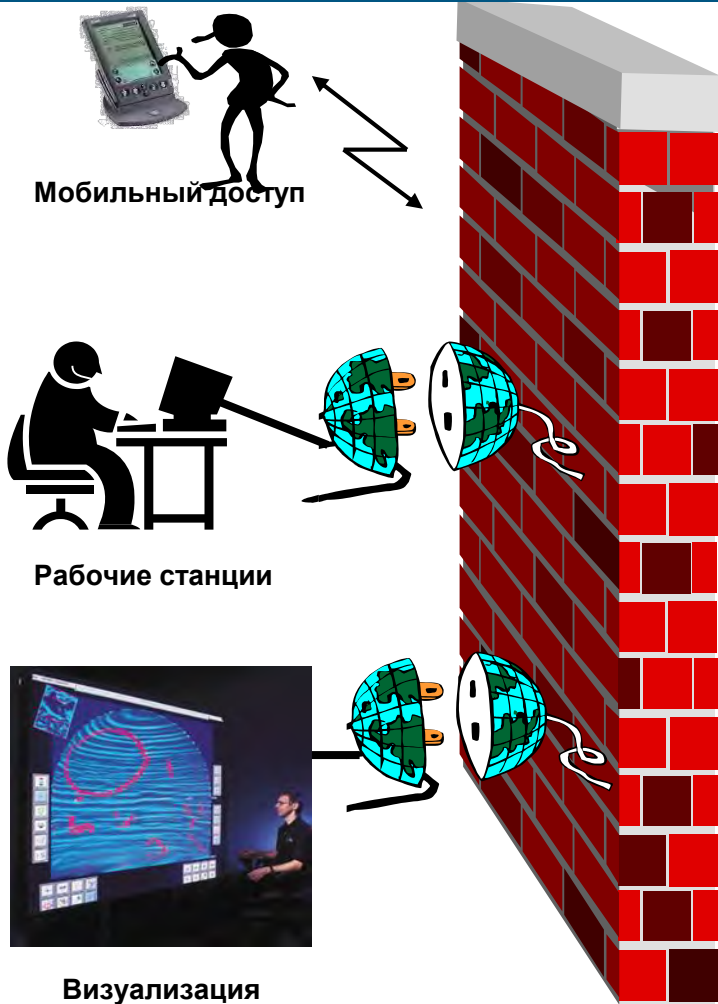 Мобильный доступ
Рабочие станции
Визуализация